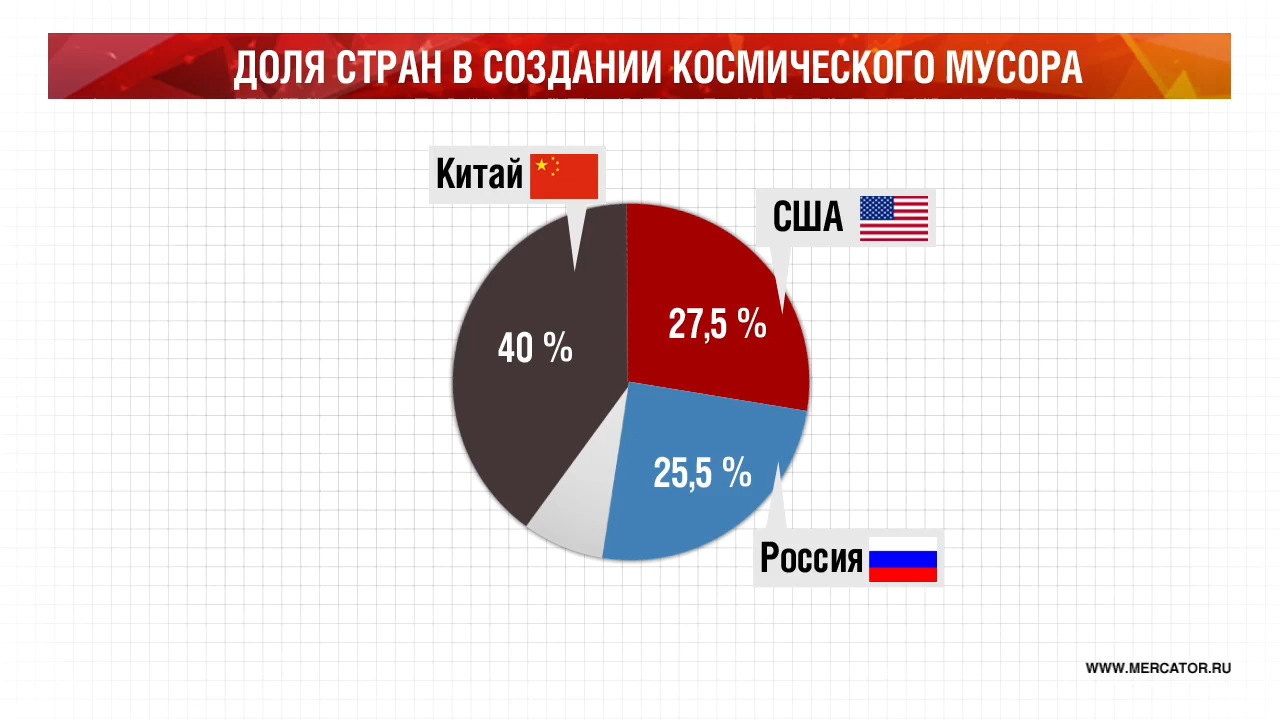 ДОЛЯ СТРАН В СОЗДАНИИ КОСМИЧЕСКОГО МУСОРА
Китай
США
27,5 %
40 %
25,5 %
Россия
WWW.MERCATOR.RU